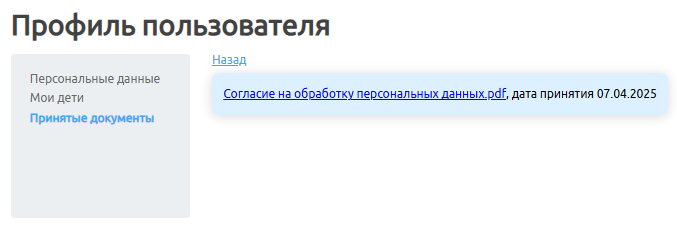 Профиль пользователя
Персональные данные
Мои дети
Принятые документы
Назад
Согласие на обработку персональных данных.pdf, дата принятия 07.04.2025